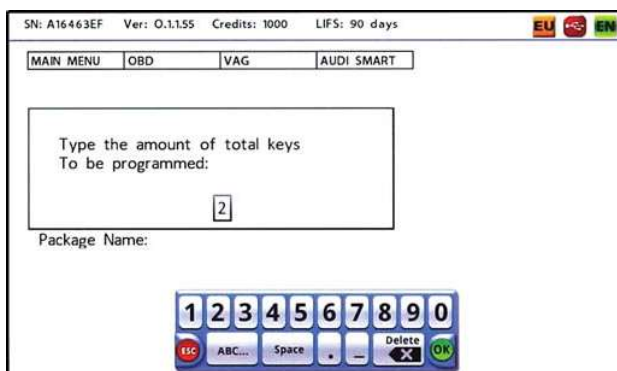 SN: A16463EF Ver: O.1.1.55 Credits: 1000 LIFS: 90 days EU EN
MAIN MENU OBD VAG AUDI SMART
Type the amount of total keys
To be programmed:
2
Package Name:
1 2 3 4 5 6 7 8 9 0
ESC ABC... Space . _ Delete OK